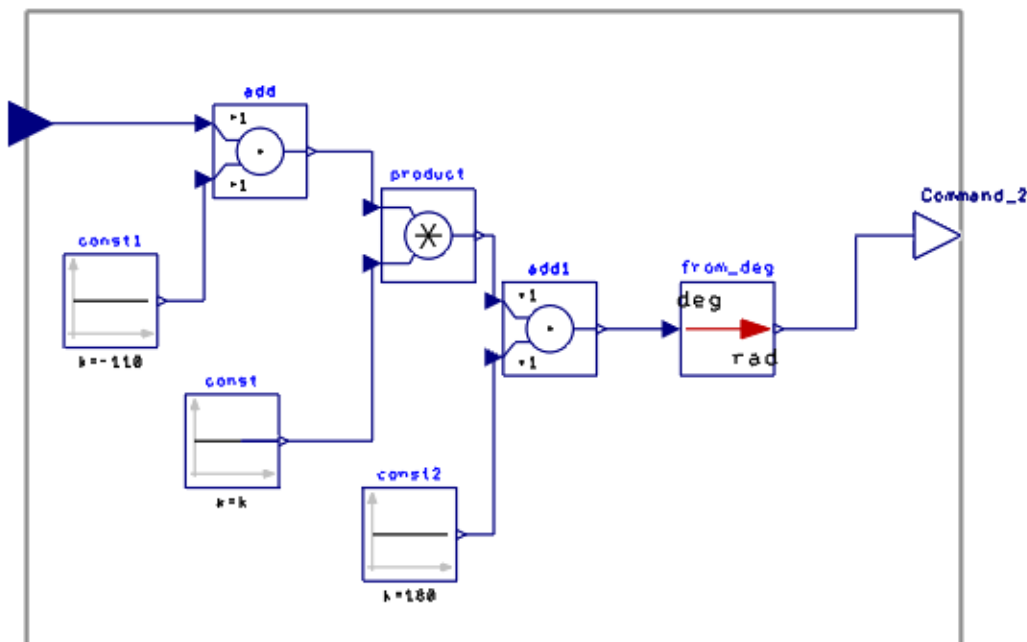 add
+1
+1
product
Command_2
const1
k=-110
add1
+1
+1
from_deg
deg
rad
const
k=k
const2
k=180